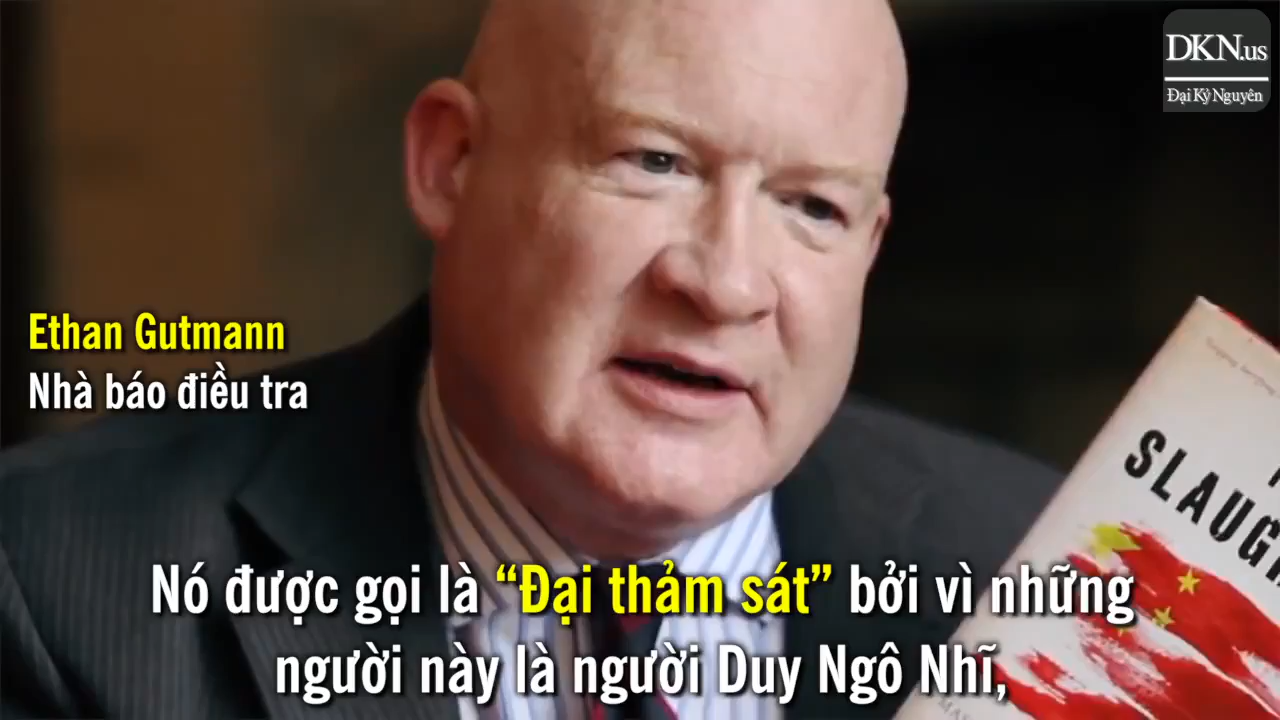 DKN.us
Đại Kỷ Nguyên
Ethan Gutmann
Nhà báo điều tra
SLAUG
Nó được gọi là “Đại thảm sát” bởi vì những
người này là người Duy Ngô Nhĩ,